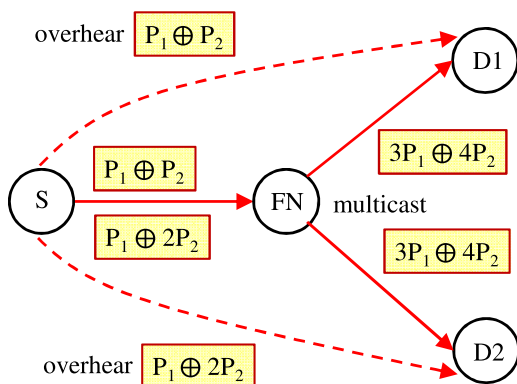 overhear P₁ ⊕ P₂
D1
P₁ ⊕ P₂
3P₁ ⊕ 4P₂
S
FN
multicast
P₁ ⊕ 2P₂
3P₁ ⊕ 4P₂
D2
overhear P₁ ⊕ 2P₂